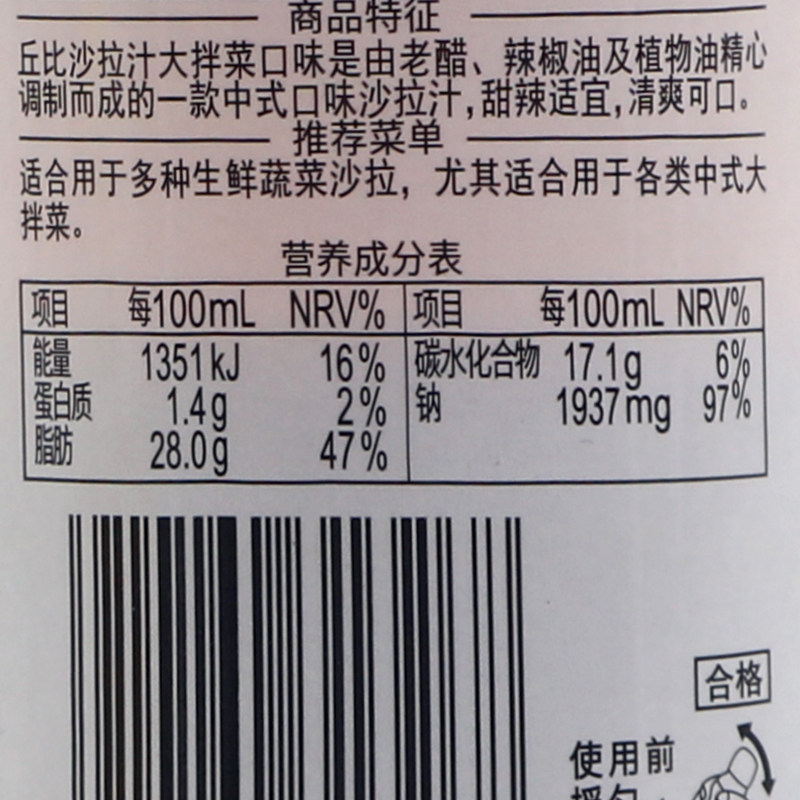 商品特征
丘比沙拉汁大拌菜口味是由老醋、辣椒油及植物油精心
调制而成的一款中式口味沙拉汁,甜辣适宜,清爽可口。
推荐菜单
适合用于多种生鲜蔬菜沙拉，尤其适合用于各类中式大
拌菜。
营养成分表
项目 每100mL NRV% 项目 每100mL NRV%
能量 1351kJ 16% 碳水化合物 17.1g 6%
蛋白质 1.4g 2% 钠 1937mg 97%
脂肪 28.0g 47%
合格
使用前